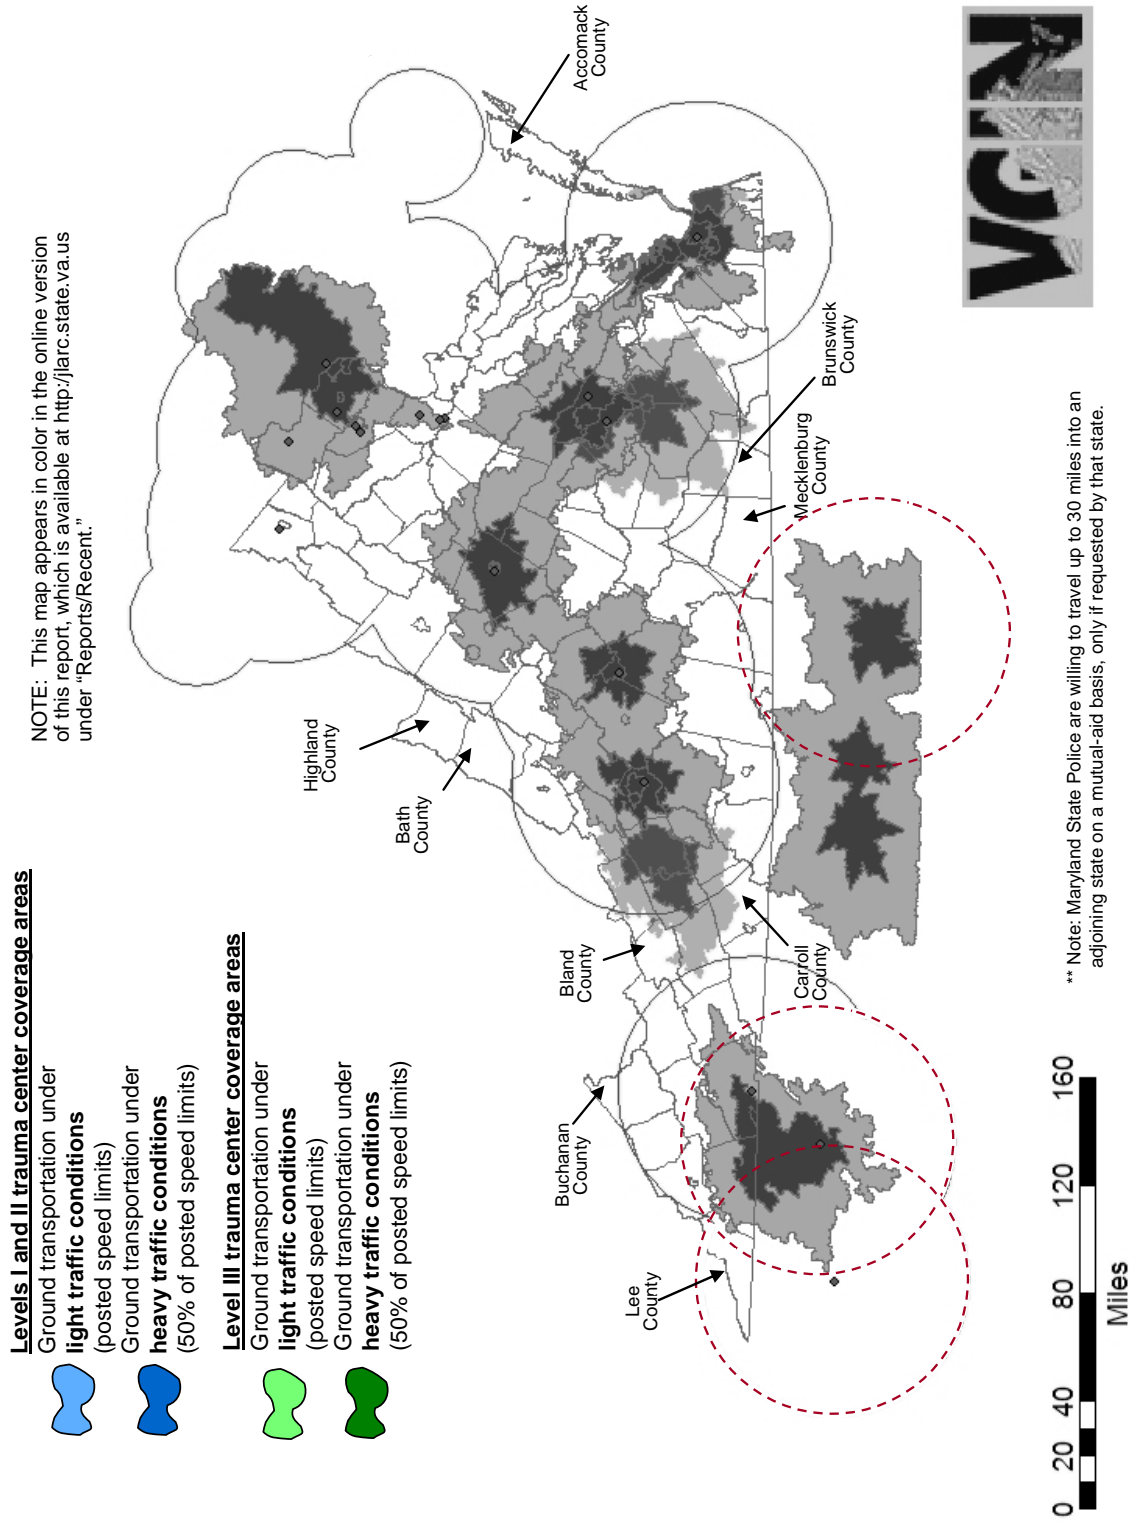 NOTE:  This map appears in color in the online version
of this report, which is available at http:/jlarc.state.va.us
under “Reports/Recent.”
Levels I and II trauma center coverage areas
Ground transportation under
light traffic conditions
(posted speed limits)
Ground transportation under
heavy traffic conditions
(50% of posted speed limits)
Level III trauma center coverage areas
Ground transportation under
light traffic conditions
(posted speed limits)
Ground transportation under
heavy traffic conditions
(50% of posted speed limits)
Highland
County
Bath
County
Accomack
County
Bland
County
Buchanan
County
Lee
County
Carroll
County
Mecklenburg
County
Brunswick
County
** Note: Maryland State Police are willing to travel up to 30 miles into an
adjoining state on a mutual-aid basis, only if requested by that state.
0 20 40 80 120 160
Miles
VGIN